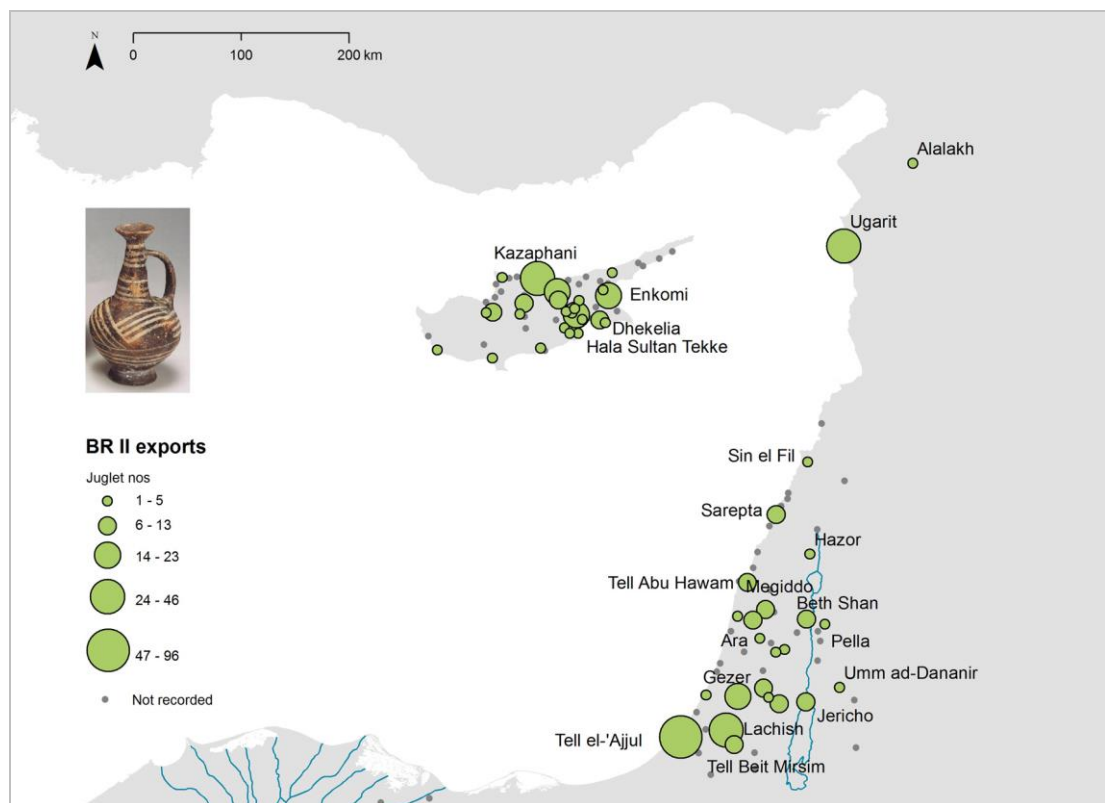 N
0 100 200 km
Alalakh
Ugarit
Kazaphani
Enkomi
Dhekelia
Hala Sultan Tekke
BR II exports
Juglet nos
1 - 5
6 - 13
14 - 23
24 - 46
47 - 96
Not recorded
Sin el Fil
Sarepta
Hazor
Tell Abu Hawam
Megiddo
Beth Shan
Ara
Pella
Gezer
Umm ad-Dananir
Jericho
Tell el-'Ajjul
Lachish
Tell Beit Mirsim